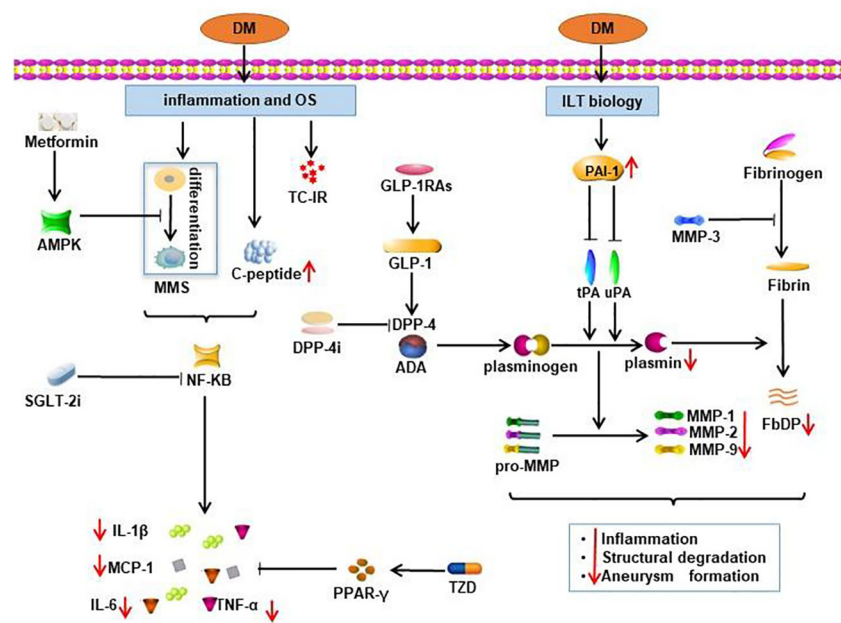 DM
DM
inflammation and OS
ILT biology
Metformin
differentiation
TC-IR
GLP-1RAs
PAI-1
Fibrinogen
AMPK
MMP-3
MMS
C-peptide
GLP-1
tPA
uPA
Fibrin
DPP-4i
DPP-4
ADA
plasminogen
plasmin
SGLT-2i
NF-KB
FbDP
MMP-1
MMP-2
MMP-9
pro-MMP
IL-1β
MCP-1
IL-6
TNF-α
PPAR-γ
TZD
• Inflammation
• Structural degradation
• Aneurysm formation